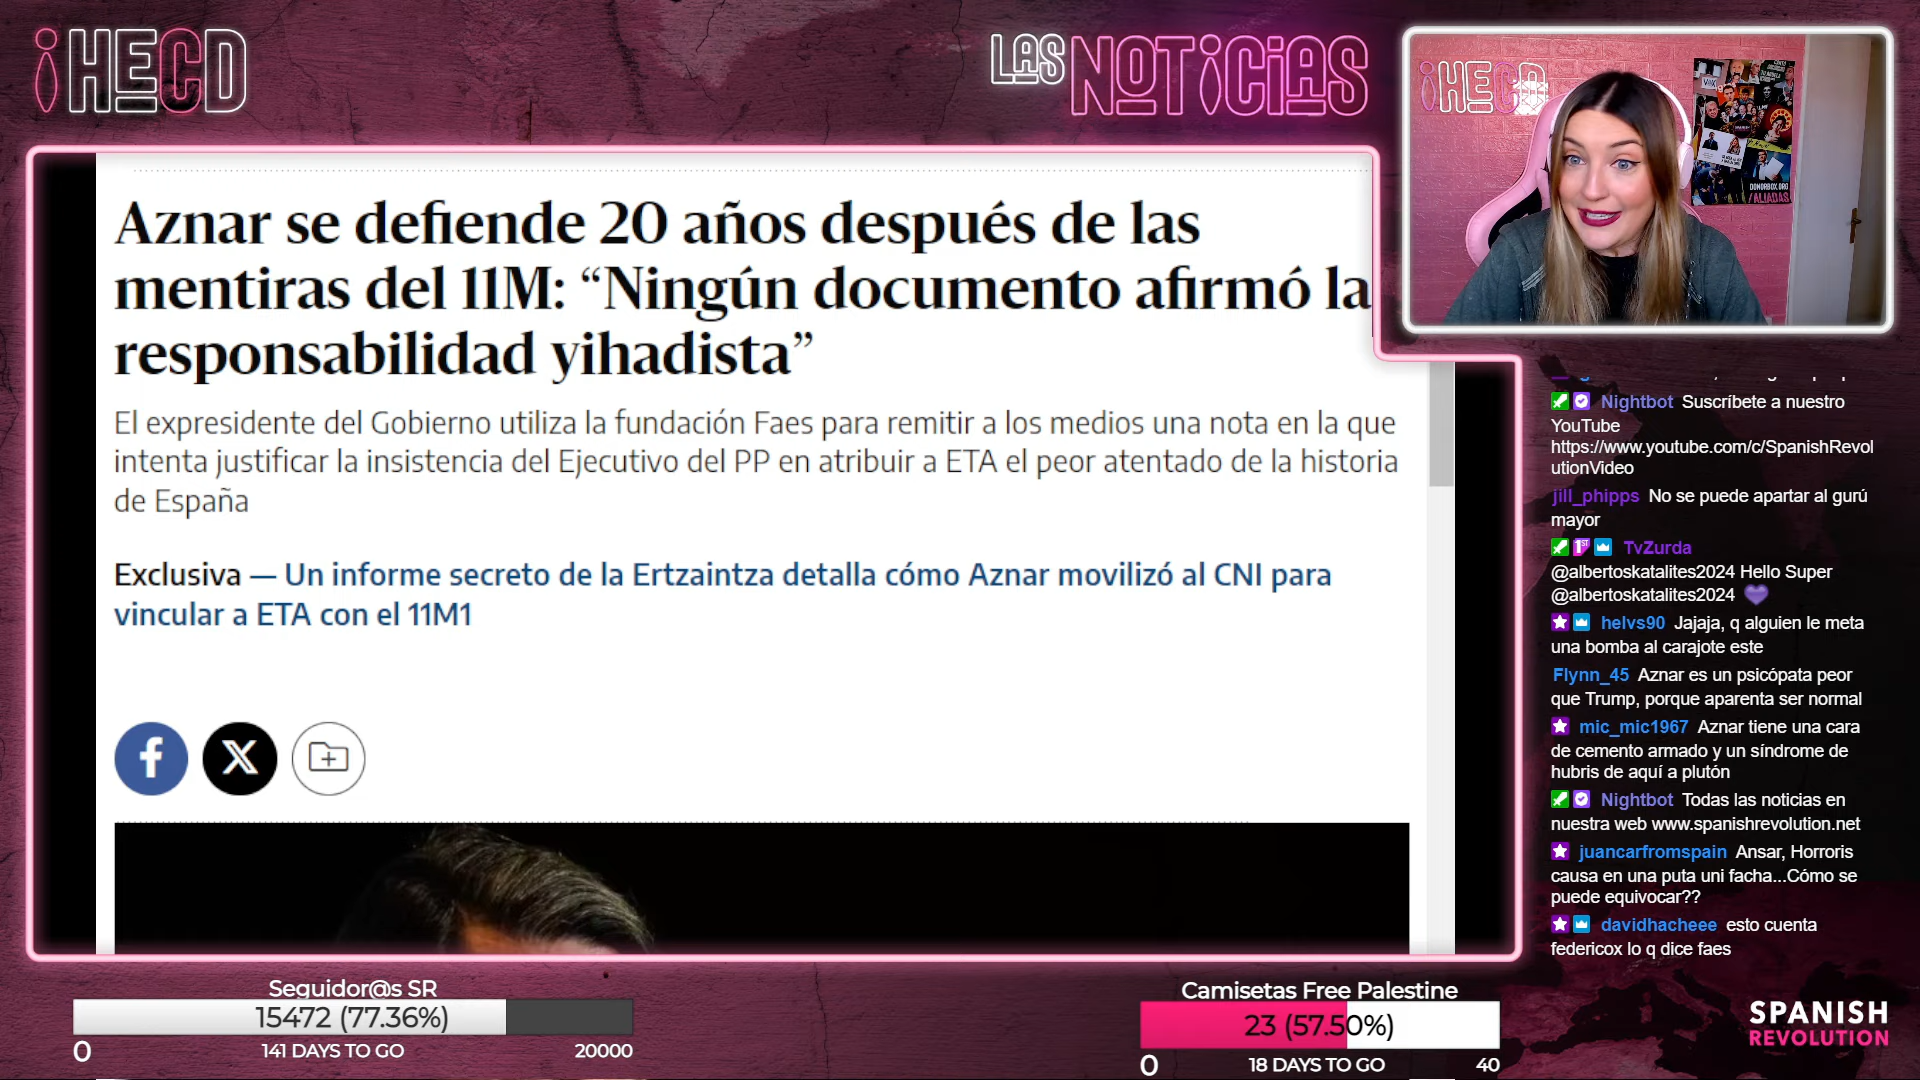 ¡HECD
LAS NOTICIAS
¡HECD
DONORBOX.ORG
/ALIADAS
Aznar se defiende 20 años después de las
mentiras del 11M: “Ningún documento afirmó la
responsabilidad yihadista”
El expresidente del Gobierno utiliza la fundación Faes para remitir a los medios una nota en la que
intenta justificar la insistencia del Ejecutivo del PP en atribuir a ETA el peor atentado de la historia
de España
Exclusiva — Un informe secreto de la Ertzaintza detalla cómo Aznar movilizó al CNI para
vincular a ETA con el 11M1
Nightbot Suscríbete a nuestro
YouTube
https://www.youtube.com/c/SpanishRevol
utionVideo
jill_phipps No se puede apartar al gurú
mayor
1ST TvZurda
@albertoskatalites2024 Hello Super
@albertoskatalites2024
helvs90 Jajaja, q alguien le meta
una bomba al carajote este
Flynn_45 Aznar es un psicópata peor
que Trump, porque aparenta ser normal
mic_mic1967 Aznar tiene una cara
de cemento armado y un síndrome de
hubris de aquí a plutón
Nightbot Todas las noticias en
nuestra web www.spanishrevolution.net
juancarfromspain Ansar, Horroris
causa en una puta uni facha...Cómo se
puede equivocar??
davidhacheee esto cuenta
federicox lo q dice faes
Seguidor@s SR
15472 (77.36%)
0 141 DAYS TO GO 20000
Camisetas Free Palestine
23 (57.50%)
0 18 DAYS TO GO 40
SPANISH
REVOLUTION